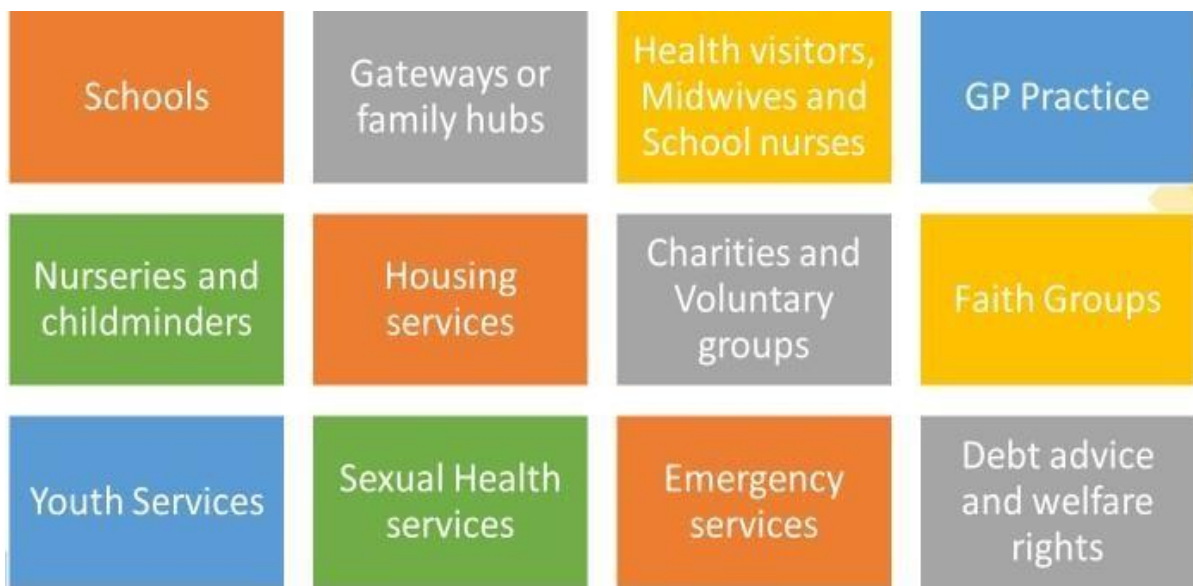 Schools
Gateways or
family hubs
Health visitors,
Midwives and
School nurses
GP Practice
Nurseries and
childminders
Housing
services
Charities and
Voluntary
groups
Faith Groups
Youth Services
Sexual Health
services
Emergency
services
Debt advice
and welfare
rights